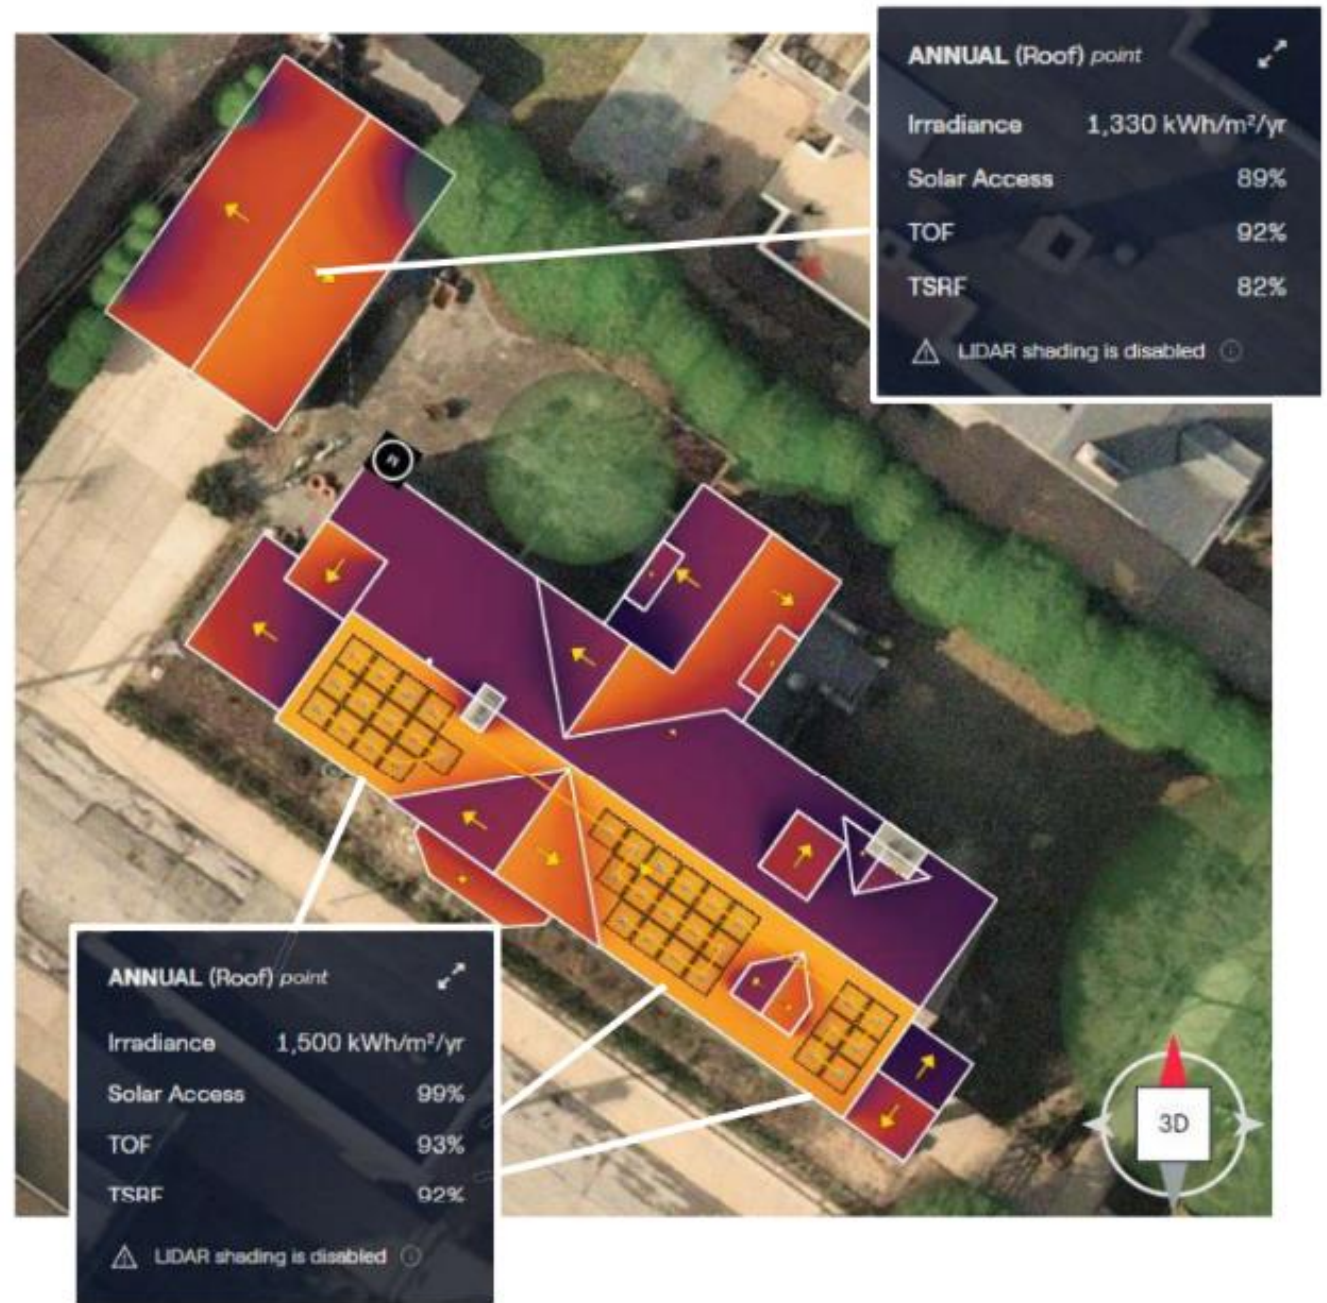 ANNUAL (Roof) point
Irradiance 1,330 kWh/m²/yr
Solar Access 89%
TOF 92%
TSRF 82%
LIDAR shading is disabled
N
ANNUAL (Roof) point
Irradiance 1,500 kWh/m²/yr
Solar Access 99%
TOF 93%
TSRF 92%
LIDAR shading is disabled
3D